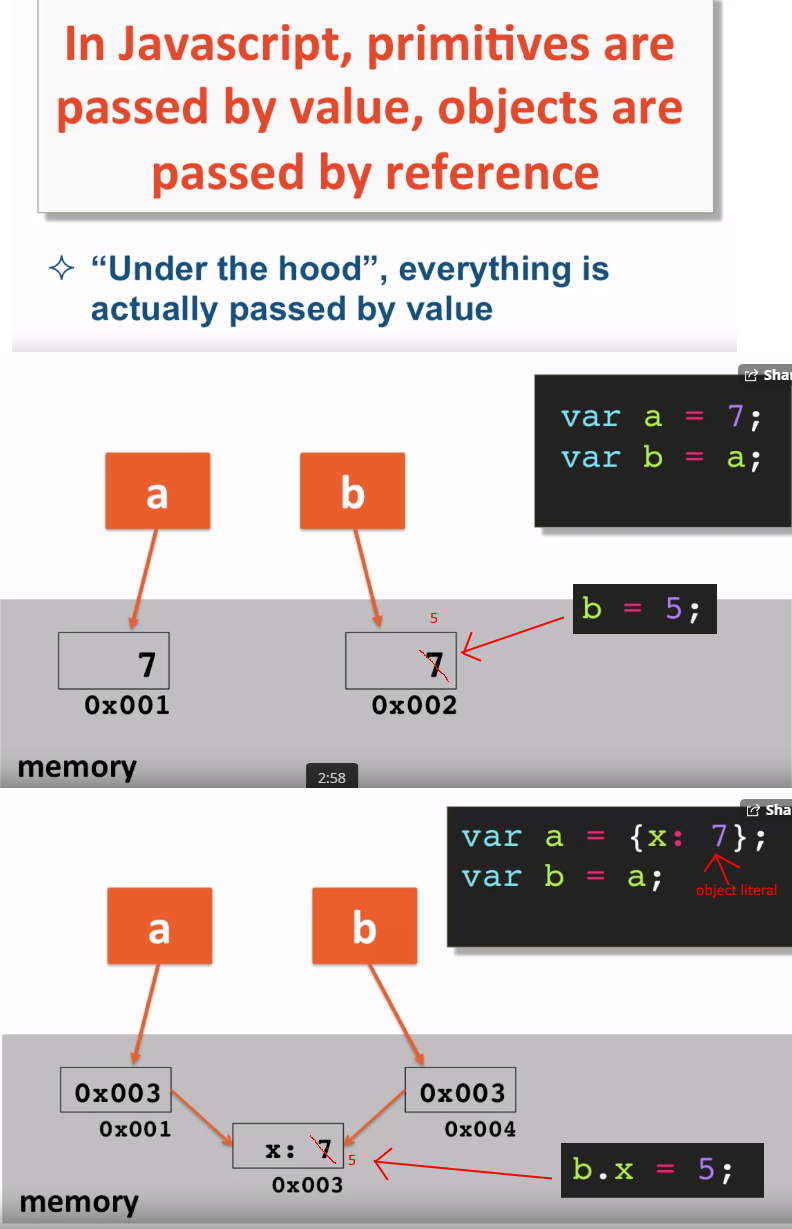 In Javascript, primitives are
passed by value, objects are
passed by reference
“Under the hood”, everything is
actually passed by value
Shar
var a = 7;
var b = a;
a
b
b = 5;
5
7
7
0x001
0x002
memory
2:58
Sha
var a = {x: 7};
var b = a;
object literal
a
b
0x003
0x003
0x001
0x004
x: 7
5
0x003
b.x = 5;
memory